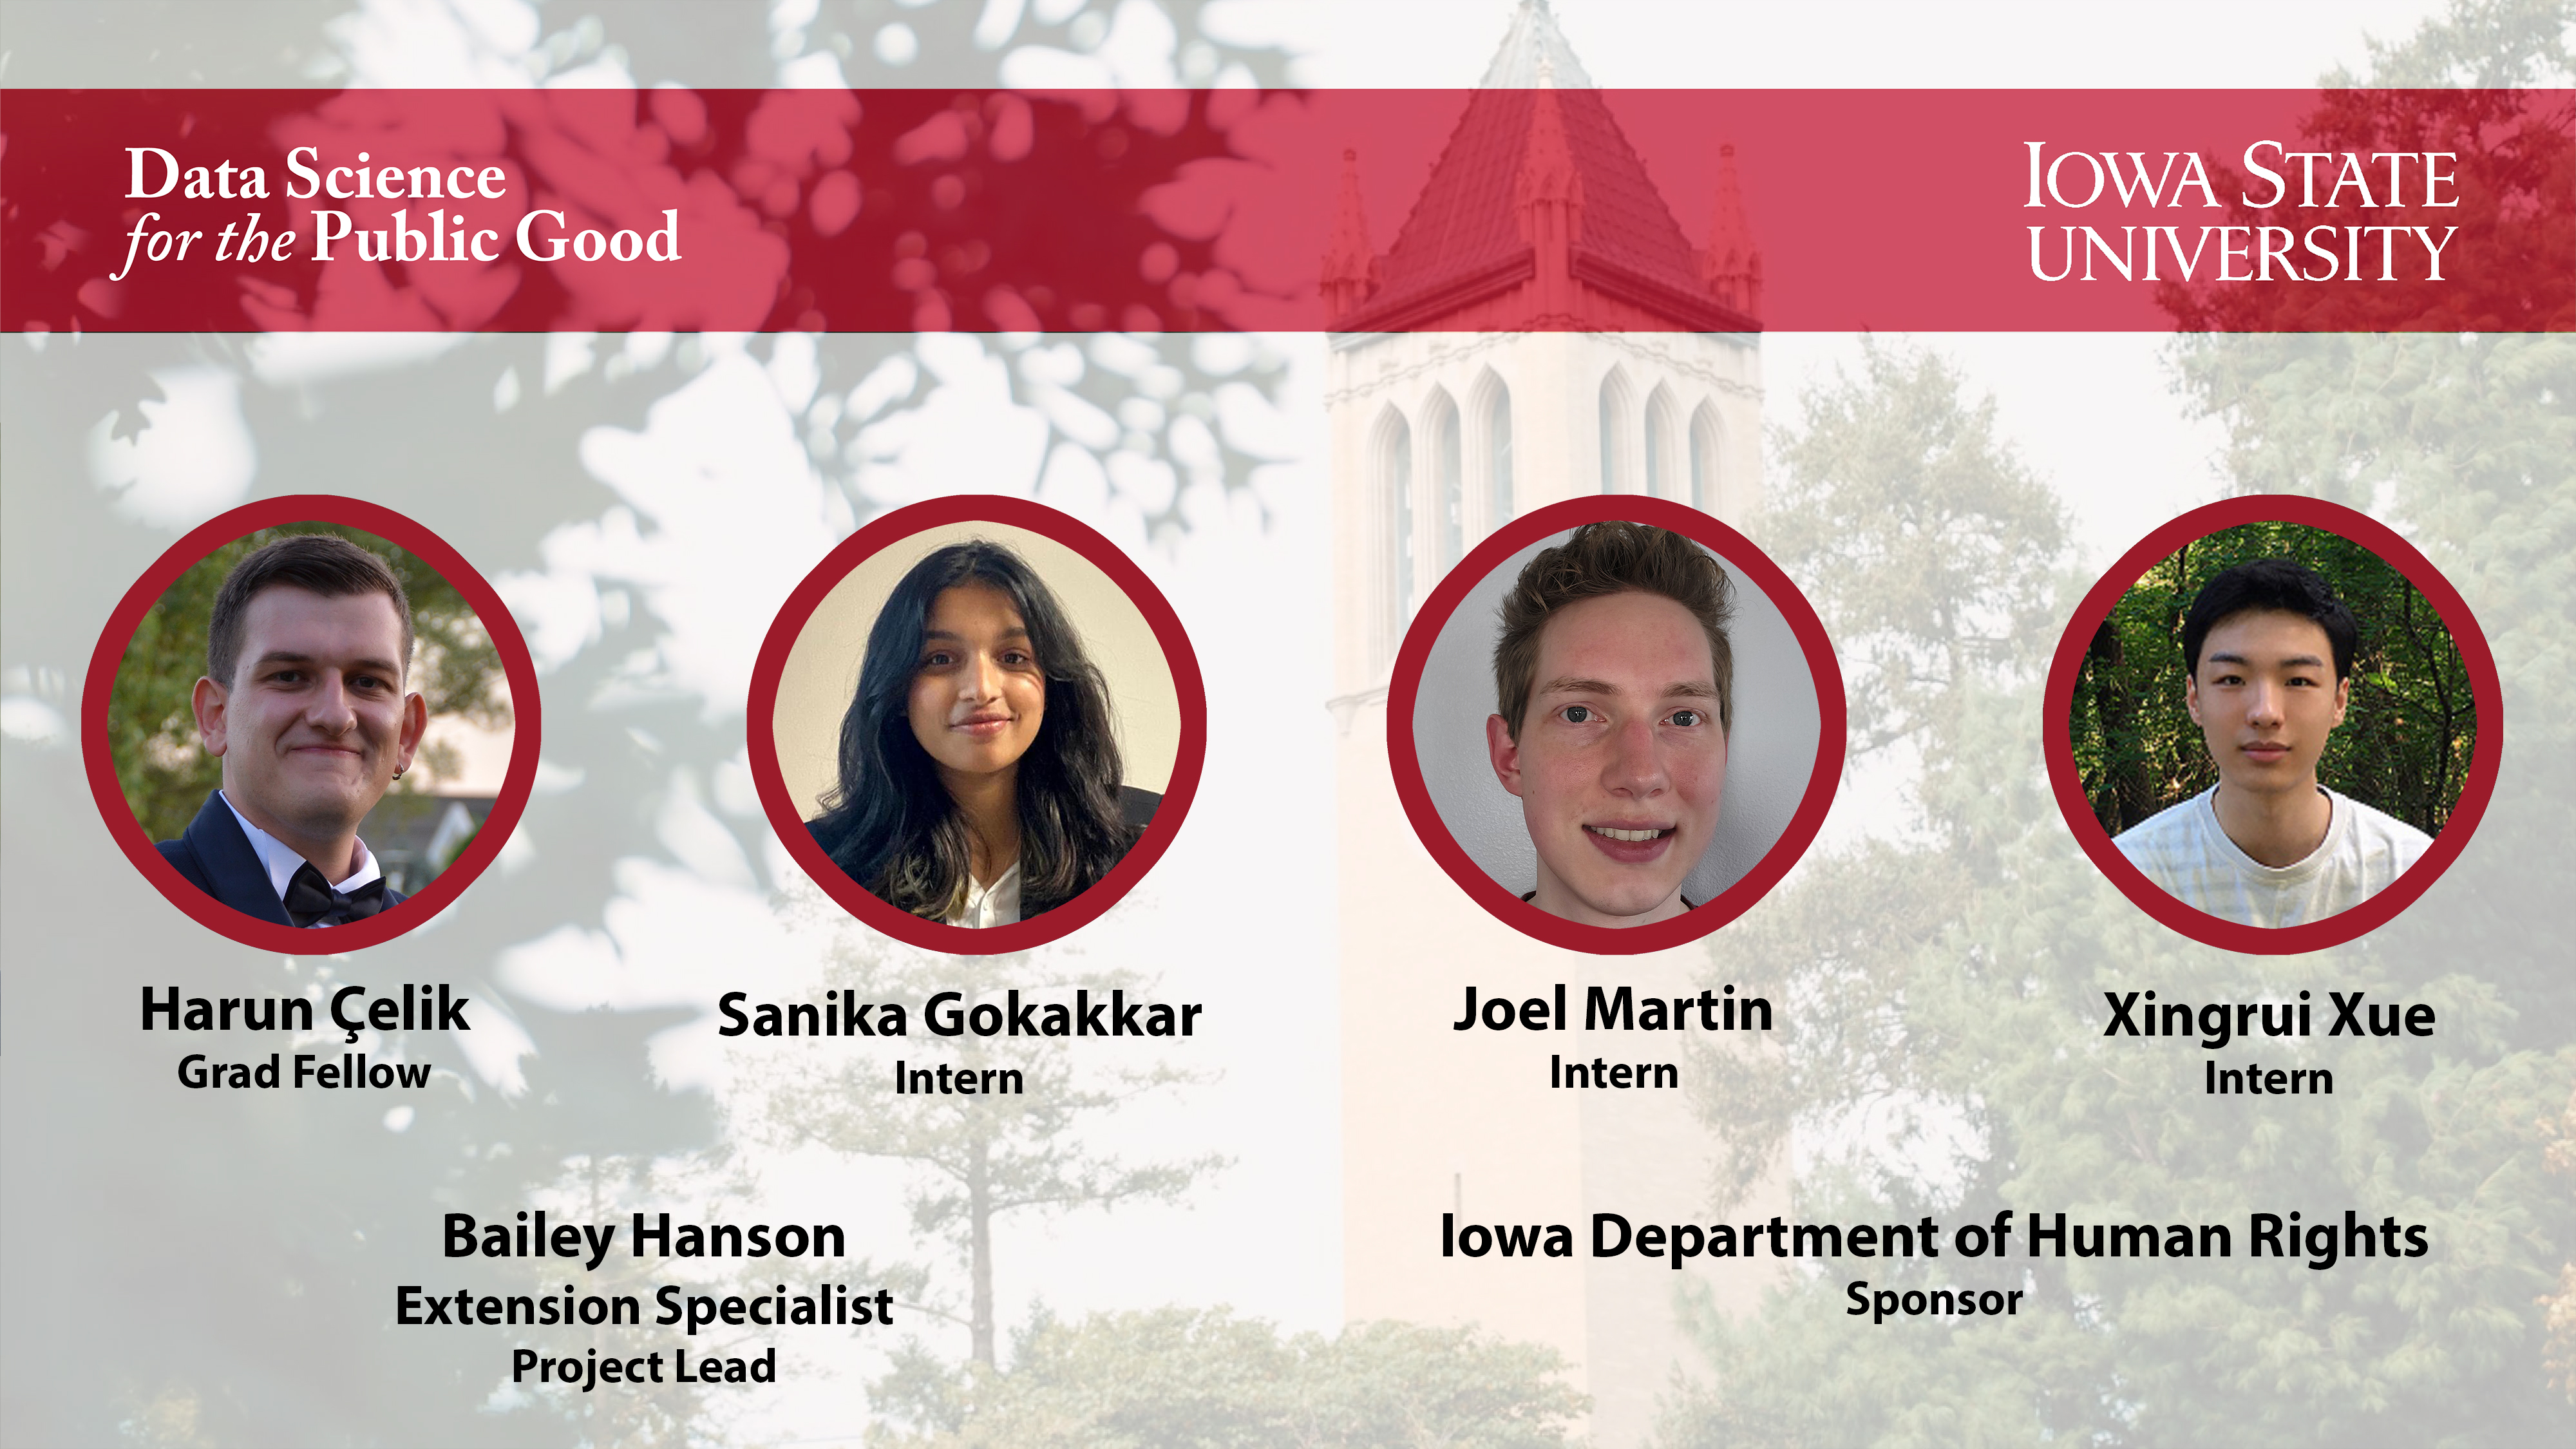 Data Science
for the Public Good
IOWA STATE
UNIVERSITY
Harun Çelik
Grad Fellow
Sanika Gokakkar
Intern
Joel Martin
Intern
Xingrui Xue
Intern
Bailey Hanson
Extension Specialist
Project Lead
Iowa Department of Human Rights
Sponsor